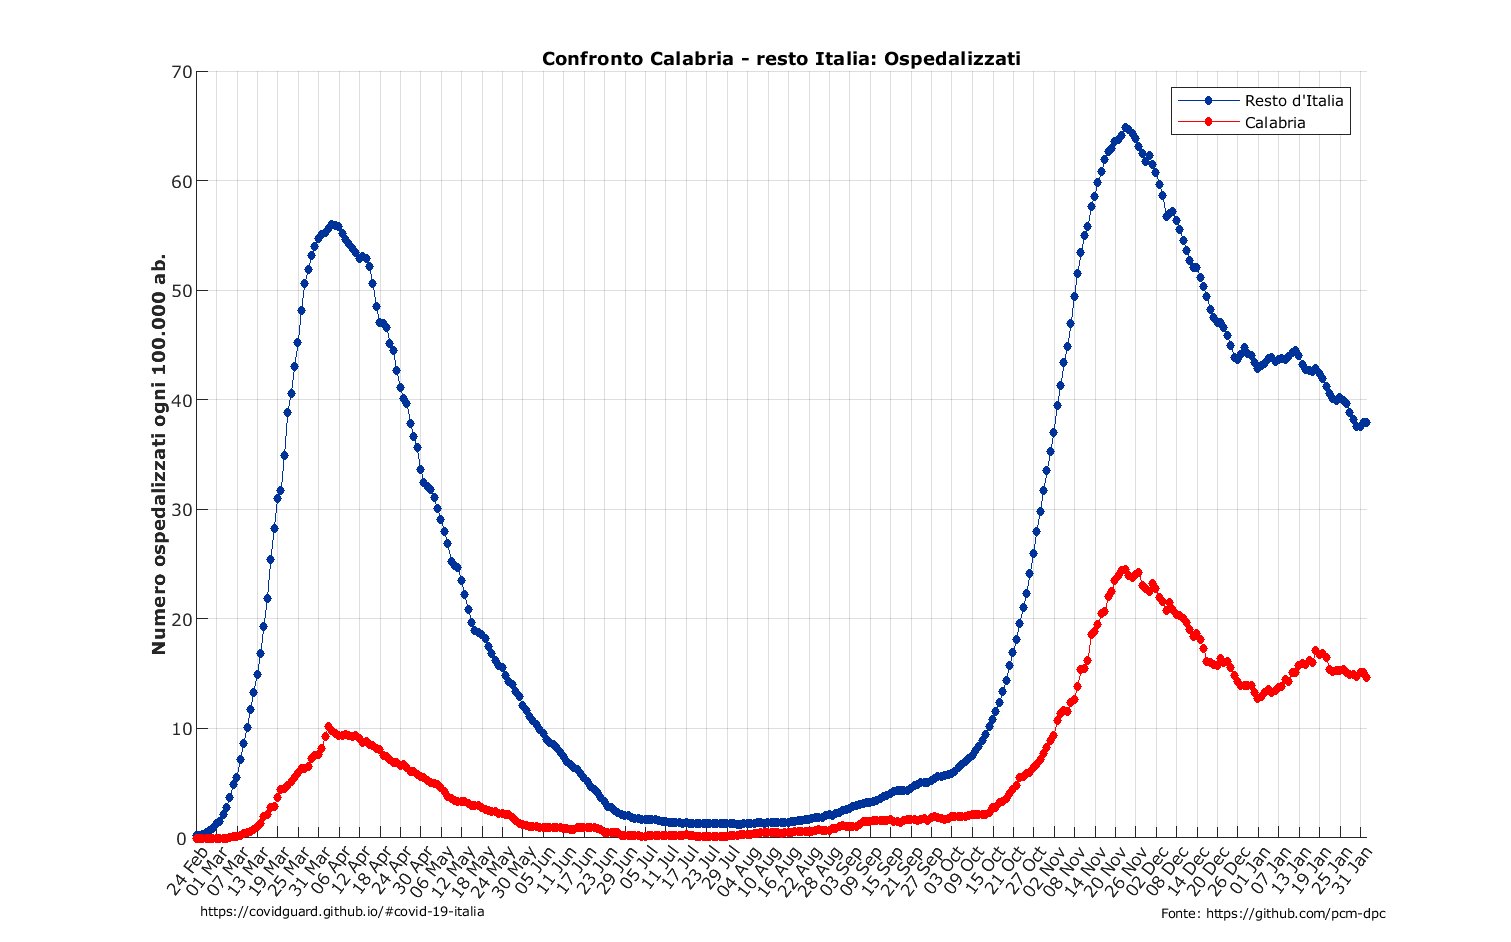 Confronto Calabria - resto Italia: Ospedalizzati
Resto d'Italia
Calabria
Numero ospedalizzati ogni 100.000 ab.
70
60
50
40
30
20
10
0
24 Feb
01 Mar
07 Mar
13 Mar
19 Mar
25 Mar
31 Mar
06 Apr
12 Apr
18 Apr
24 Apr
30 Apr
06 May
12 May
18 May
24 May
30 May
05 Jun
11 Jun
17 Jun
23 Jun
29 Jun
05 Jul
11 Jul
17 Jul
23 Jul
29 Jul
04 Aug
10 Aug
16 Aug
22 Aug
28 Aug
03 Sep
09 Sep
15 Sep
21 Sep
27 Sep
03 Oct
09 Oct
15 Oct
21 Oct
27 Oct
02 Nov
08 Nov
14 Nov
20 Nov
26 Nov
02 Dec
08 Dec
14 Dec
20 Dec
26 Dec
01 Jan
07 Jan
13 Jan
19 Jan
25 Jan
31 Jan
https://covidguard.github.io/#covid-19-italia
Fonte: https://github.com/pcm-dpc